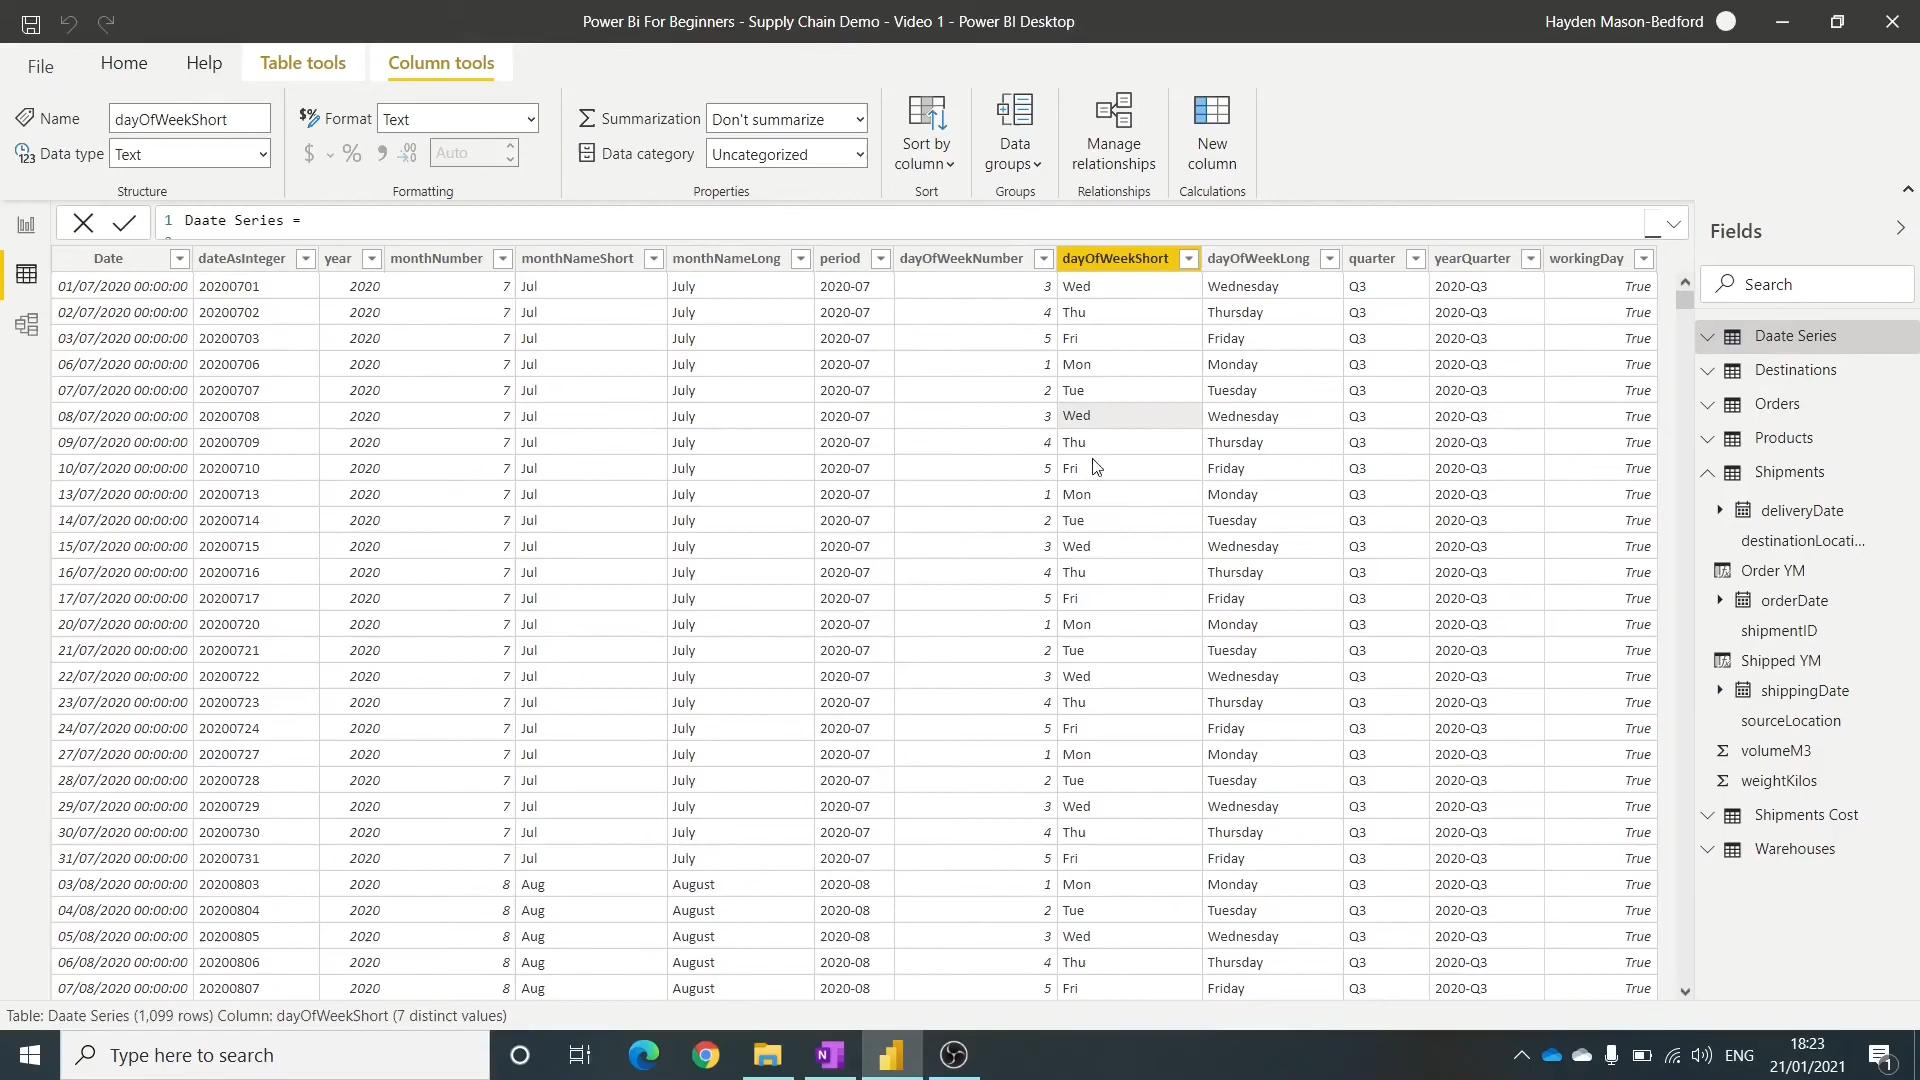 Power Bi For Beginners - Supply Chain Demo - Video 1 - Power BI Desktop
Hayden Mason-Bedford
File Home Help Table tools Column tools
Name dayOfWeekShort $% Format Text Summarization Don't summarize
123 Data type Text $ % Auto Data category Uncategorized
Sort by column Data groups Manage relationships New column
Structure Formatting Properties Sort Groups Relationships Calculations
1 Daate Series =
Date dateAsInteger year monthNumber monthNameShort monthNameLong period dayOfWeekNumber dayOfWeekShort dayOfWeekLong quarter yearQuarter workingDay
01/07/2020 00:00:00 20200701 2020 7 Jul July 2020-07 3 Wed Wednesday Q3 2020-Q3 True
02/07/2020 00:00:00 20200702 2020 7 Jul July 2020-07 4 Thu Thursday Q3 2020-Q3 True
03/07/2020 00:00:00 20200703 2020 7 Jul July 2020-07 5 Fri Friday Q3 2020-Q3 True
06/07/2020 00:00:00 20200706 2020 7 Jul July 2020-07 1 Mon Monday Q3 2020-Q3 True
07/07/2020 00:00:00 20200707 2020 7 Jul July 2020-07 2 Tue Tuesday Q3 2020-Q3 True
08/07/2020 00:00:00 20200708 2020 7 Jul July 2020-07 3 Wed Wednesday Q3 2020-Q3 True
09/07/2020 00:00:00 20200709 2020 7 Jul July 2020-07 4 Thu Thursday Q3 2020-Q3 True
10/07/2020 00:00:00 20200710 2020 7 Jul July 2020-07 5 Fri Friday Q3 2020-Q3 True
13/07/2020 00:00:00 20200713 2020 7 Jul July 2020-07 1 Mon Monday Q3 2020-Q3 True
14/07/2020 00:00:00 20200714 2020 7 Jul July 2020-07 2 Tue Tuesday Q3 2020-Q3 True
15/07/2020 00:00:00 20200715 2020 7 Jul July 2020-07 3 Wed Wednesday Q3 2020-Q3 True
16/07/2020 00:00:00 20200716 2020 7 Jul July 2020-07 4 Thu Thursday Q3 2020-Q3 True
17/07/2020 00:00:00 20200717 2020 7 Jul July 2020-07 5 Fri Friday Q3 2020-Q3 True
20/07/2020 00:00:00 20200720 2020 7 Jul July 2020-07 1 Mon Monday Q3 2020-Q3 True
21/07/2020 00:00:00 20200721 2020 7 Jul July 2020-07 2 Tue Tuesday Q3 2020-Q3 True
22/07/2020 00:00:00 20200722 2020 7 Jul July 2020-07 3 Wed Wednesday Q3 2020-Q3 True
23/07/2020 00:00:00 20200723 2020 7 Jul July 2020-07 4 Thu Thursday Q3 2020-Q3 True
24/07/2020 00:00:00 20200724 2020 7 Jul July 2020-07 5 Fri Friday Q3 2020-Q3 True
27/07/2020 00:00:00 20200727 2020 7 Jul July 2020-07 1 Mon Monday Q3 2020-Q3 True
28/07/2020 00:00:00 20200728 2020 7 Jul July 2020-07 2 Tue Tuesday Q3 2020-Q3 True
29/07/2020 00:00:00 20200729 2020 7 Jul July 2020-07 3 Wed Wednesday Q3 2020-Q3 True
30/07/2020 00:00:00 20200730 2020 7 Jul July 2020-07 4 Thu Thursday Q3 2020-Q3 True
31/07/2020 00:00:00 20200731 2020 7 Jul July 2020-07 5 Fri Friday Q3 2020-Q3 True
03/08/2020 00:00:00 20200803 2020 8 Aug August 2020-08 1 Mon Monday Q3 2020-Q3 True
04/08/2020 00:00:00 20200804 2020 8 Aug August 2020-08 2 Tue Tuesday Q3 2020-Q3 True
05/08/2020 00:00:00 20200805 2020 8 Aug August 2020-08 3 Wed Wednesday Q3 2020-Q3 True
06/08/2020 00:00:00 20200806 2020 8 Aug August 2020-08 4 Thu Thursday Q3 2020-Q3 True
07/08/2020 00:00:00 20200807 2020 8 Aug August 2020-08 5 Fri Friday Q3 2020-Q3 True
Fields
Search
Daate Series
Destinations
Orders
Products
Shipments
deliveryDate
destinationLocati...
Order YM
orderDate
shipmentID
Shipped YM
shippingDate
sourceLocation
Σ volumeM3
Σ weightKilos
Shipments Cost
Warehouses
Table: Daate Series (1,099 rows) Column: dayOfWeekShort (7 distinct values)
Type here to search
ENG
18:23
21/01/2021
1